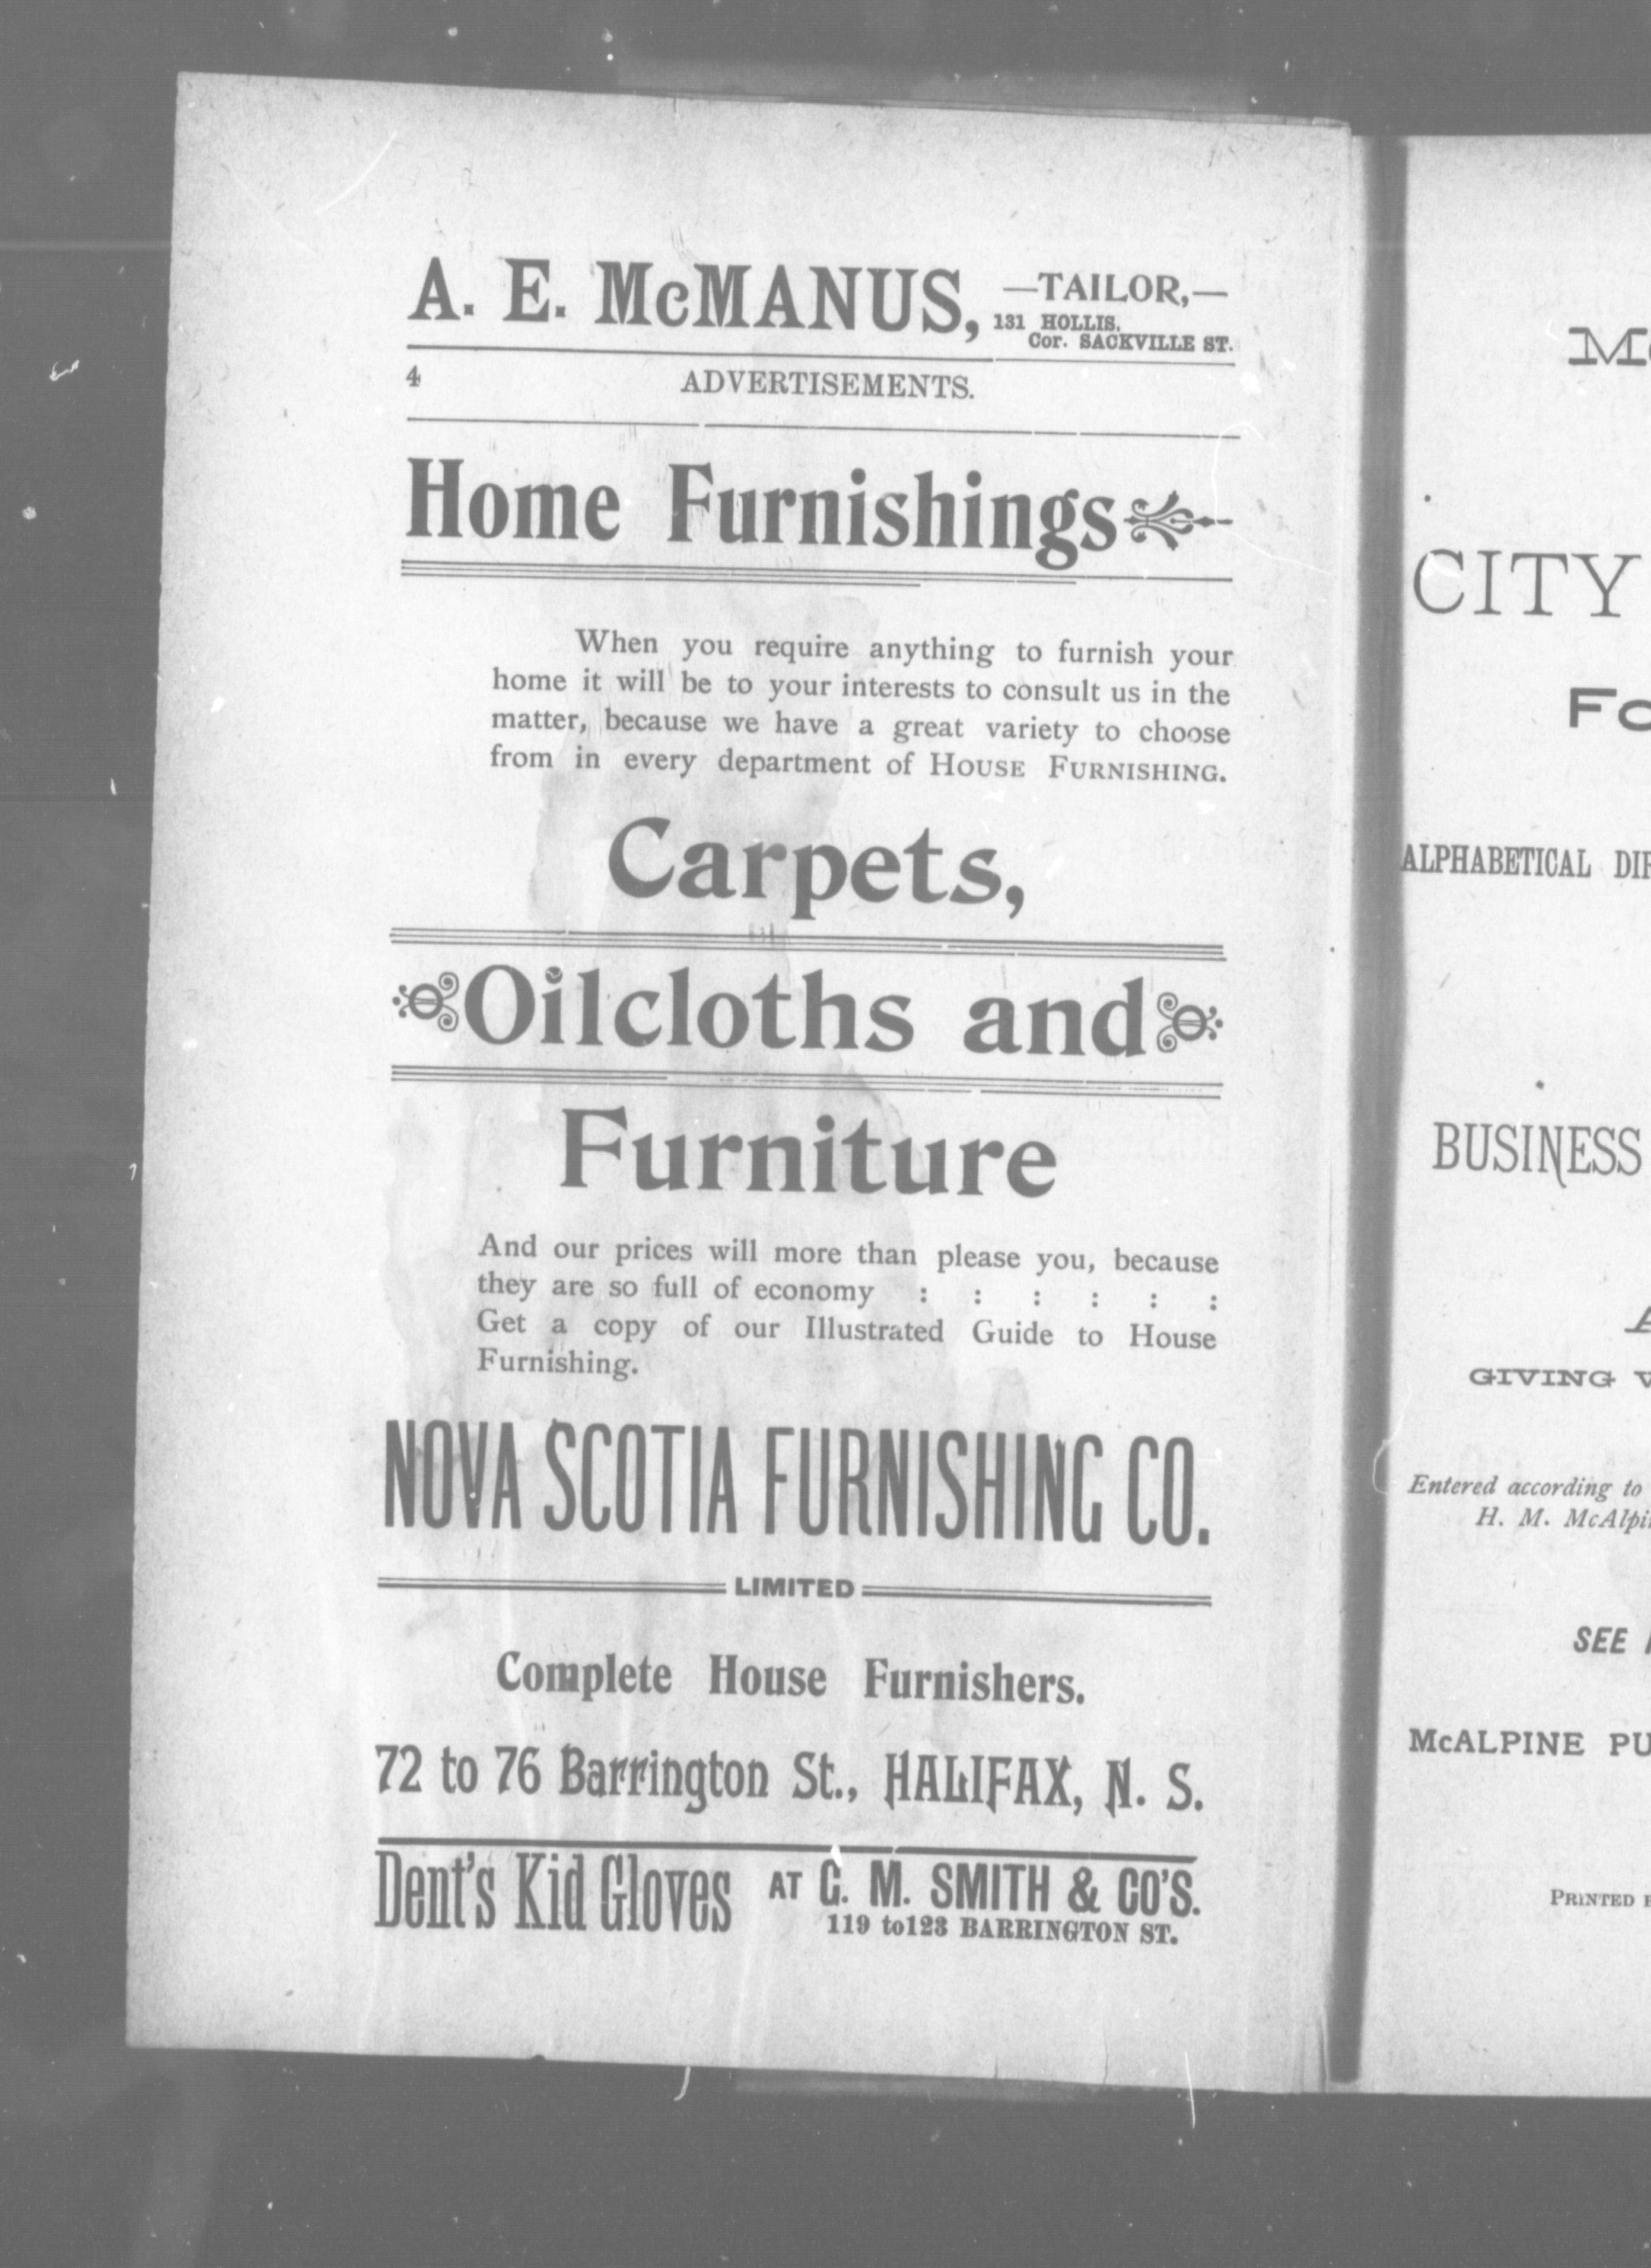 A. E. McMANUS, —TAILOR,—
131 HOLLIS.
Cor. SACKVILLE ST.
4 ADVERTISEMENTS.
Home Furnishings
When you require anything to furnish your
home it will be to your interests to consult us in the
matter, because we have a great variety to choose
from in every department of HOUSE FURNISHING.
Carpets,
Oilcloths and
Furniture
And our prices will more than please you, because
they are so full of economy : : : : : :
Get a copy of our Illustrated Guide to House
Furnishing.
NOVA SCOTIA FURNISHING CO.
LIMITED
Complete House Furnishers.
72 to 76 Barrington St., HALIFAX, N. S.
Dent's Kid Gloves AT C. M. SMITH & CO'S.
119 to123 BARRINGTON ST.
CITY
ALPHABETICAL
BUSINESS
GIVING
Entered according to
H. M.
SEE
McALPINE
PRINTED